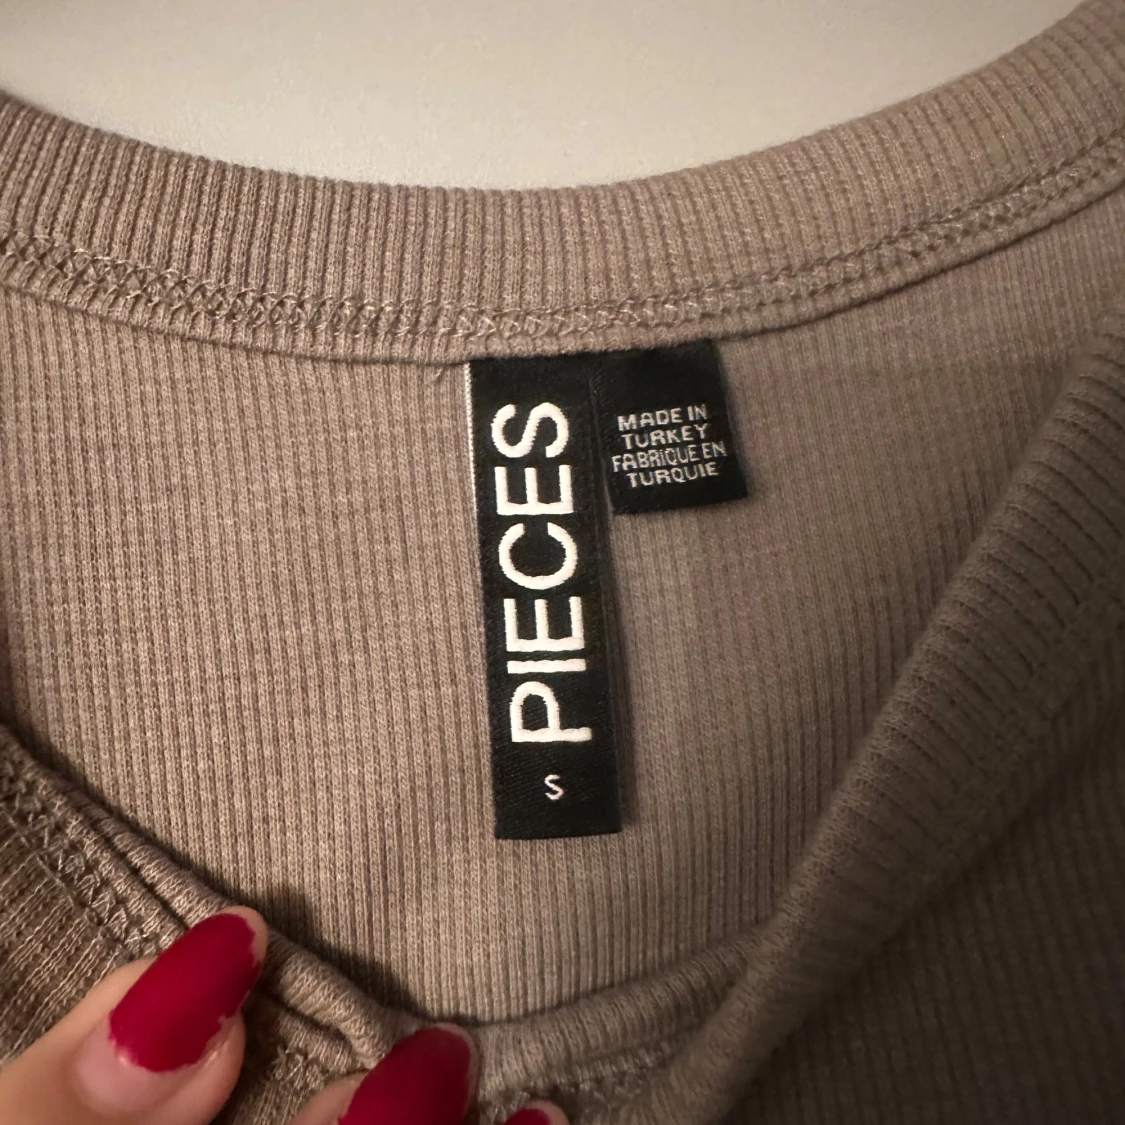 PIECES
S
MADE IN
TURKEY
FABRIQUE EN
TURQUIE